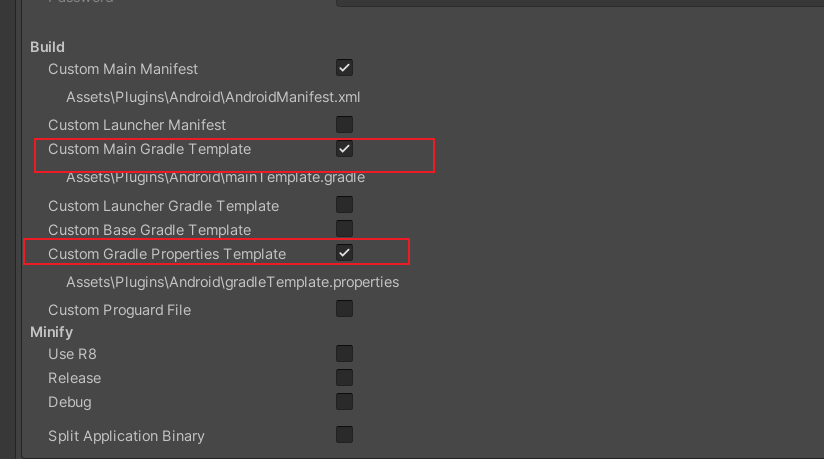 Password
Build
Custom Main Manifest
Assets\Plugins\Android\AndroidManifest.xml
Custom Launcher Manifest
Custom Main Gradle Template
Assets\Plugins\Android\mainTemplate.gradle
Custom Launcher Gradle Template
Custom Base Gradle Template
Custom Gradle Properties Template
Assets\Plugins\Android\gradleTemplate.properties
Custom Proguard File
Minify
Use R8
Release
Debug
Split Application Binary